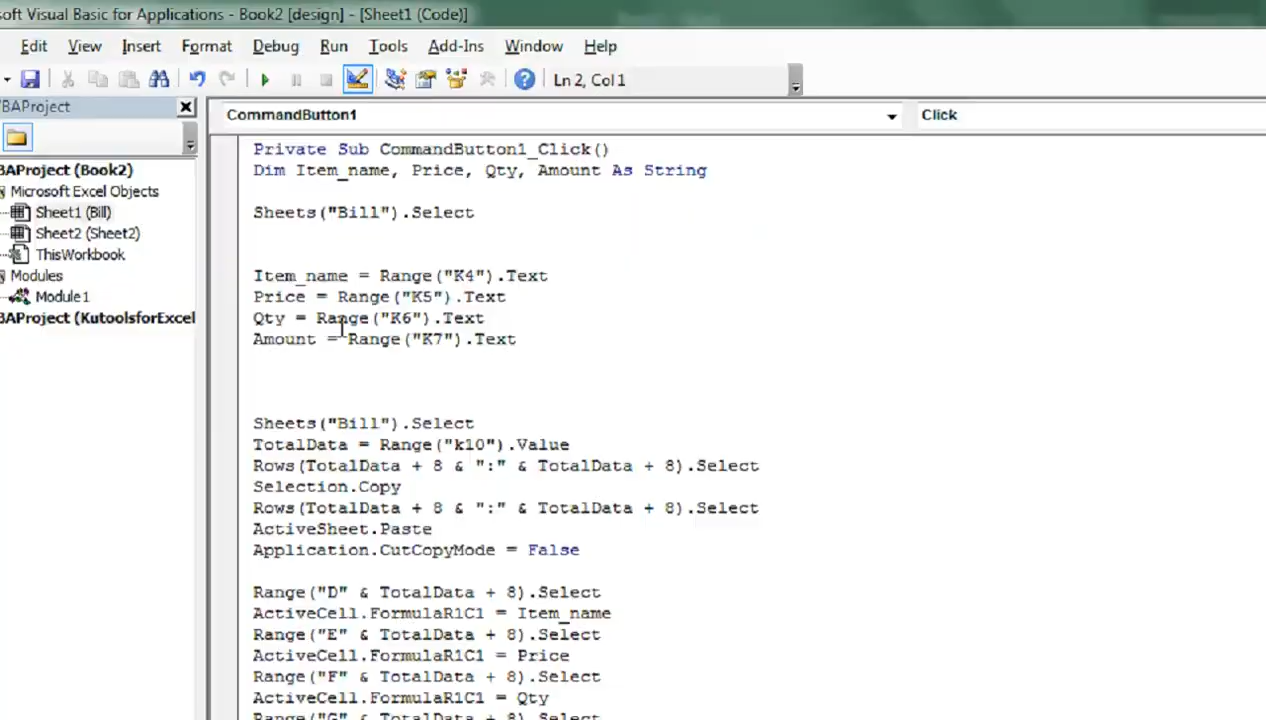 soft Visual Basic for Applications - Book2 [design] - [Sheet1 (Code)]
Edit View Insert Format Debug Run Tools Add-Ins Window Help
Ln 2, Col 1
BAProject
CommandButton1
Click
BAProject (Book2)
Microsoft Excel Objects
Sheet1 (Bill)
Sheet2 (Sheet2)
ThisWorkbook
Modules
Module1
BAProject (KutoolsforExcel
Private Sub CommandButton1_Click()
Dim Item_name, Price, Qty, Amount As String
Sheets("Bill").Select
Item_name = Range("K4").Text
Price = Range("K5").Text
Qty = Range("K6").Text
Amount = Range("K7").Text
Sheets("Bill").Select
TotalData = Range("k10").Value
Rows(TotalData + 8 & ":" & TotalData + 8).Select
Selection.Copy
Rows(TotalData + 8 & ":" & TotalData + 8).Select
ActiveSheet.Paste
Application.CutCopyMode = False
Range("D" & TotalData + 8).Select
ActiveCell.FormulaR1C1 = Item_name
Range("E" & TotalData + 8).Select
ActiveCell.FormulaR1C1 = Price
Range("F" & TotalData + 8).Select
ActiveCell.FormulaR1C1 = Qty
Range("G" & TotalData + 8).Select